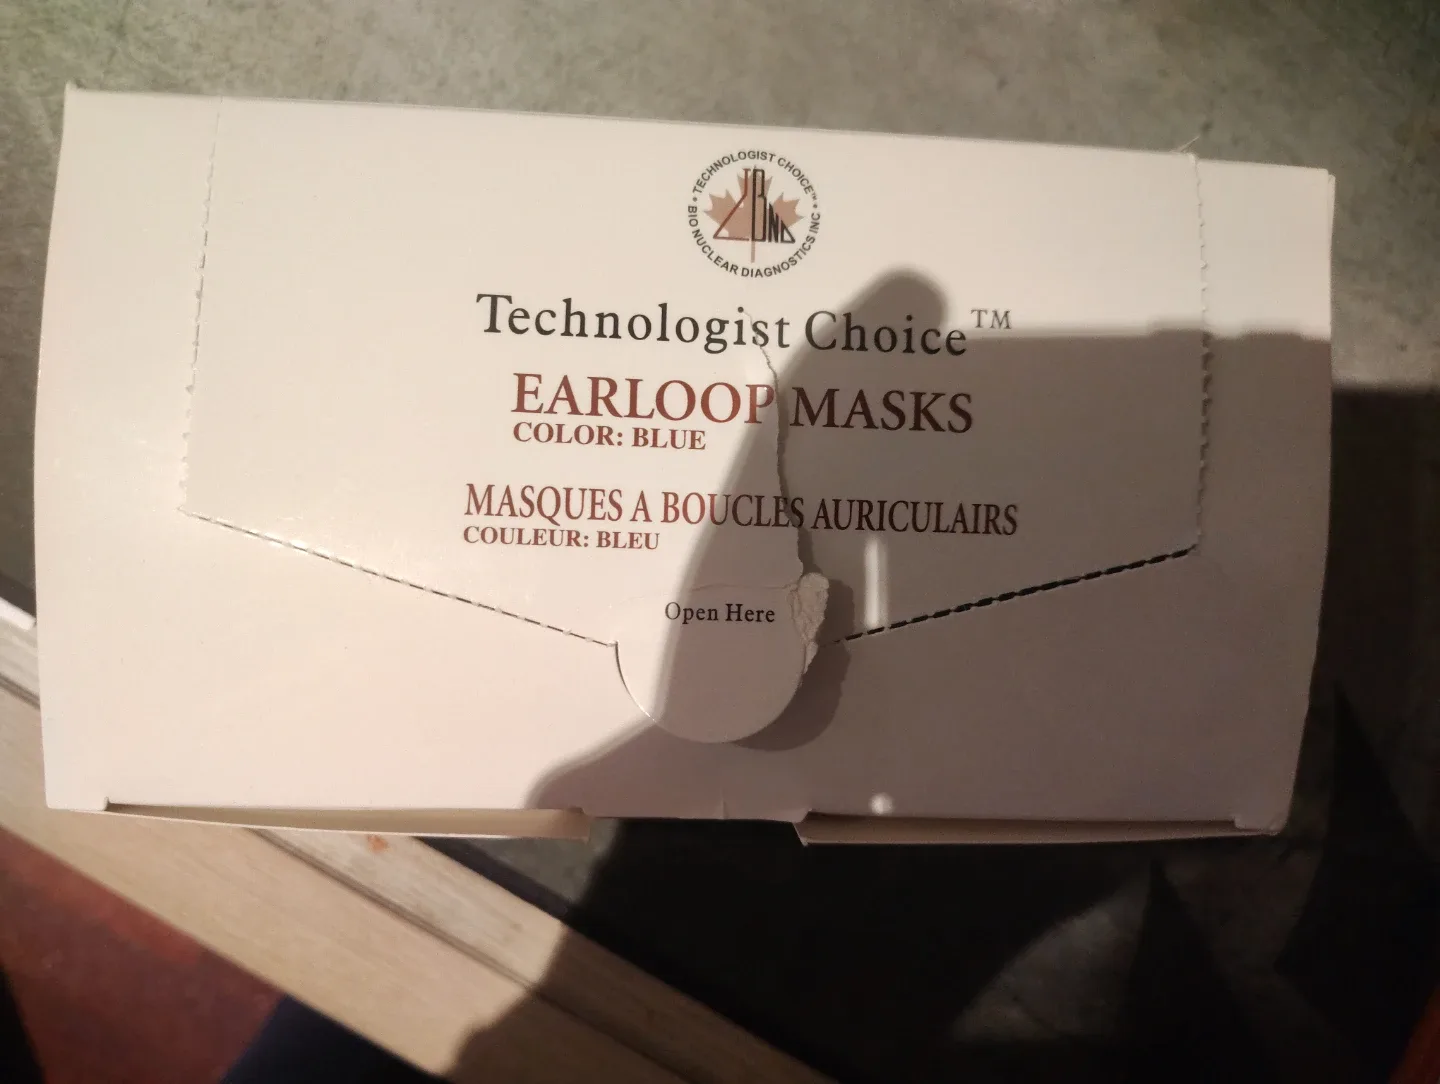 TECHNOLOGIST CHOICE™
BIO NUCLEAR DIAGNOSTICS INC
BND
Technologist Choice™
EARLOOP MASKS
COLOR: BLUE
MASQUES A BOUCLES AURICULAIRS
COULEUR: BLEU
Open Here